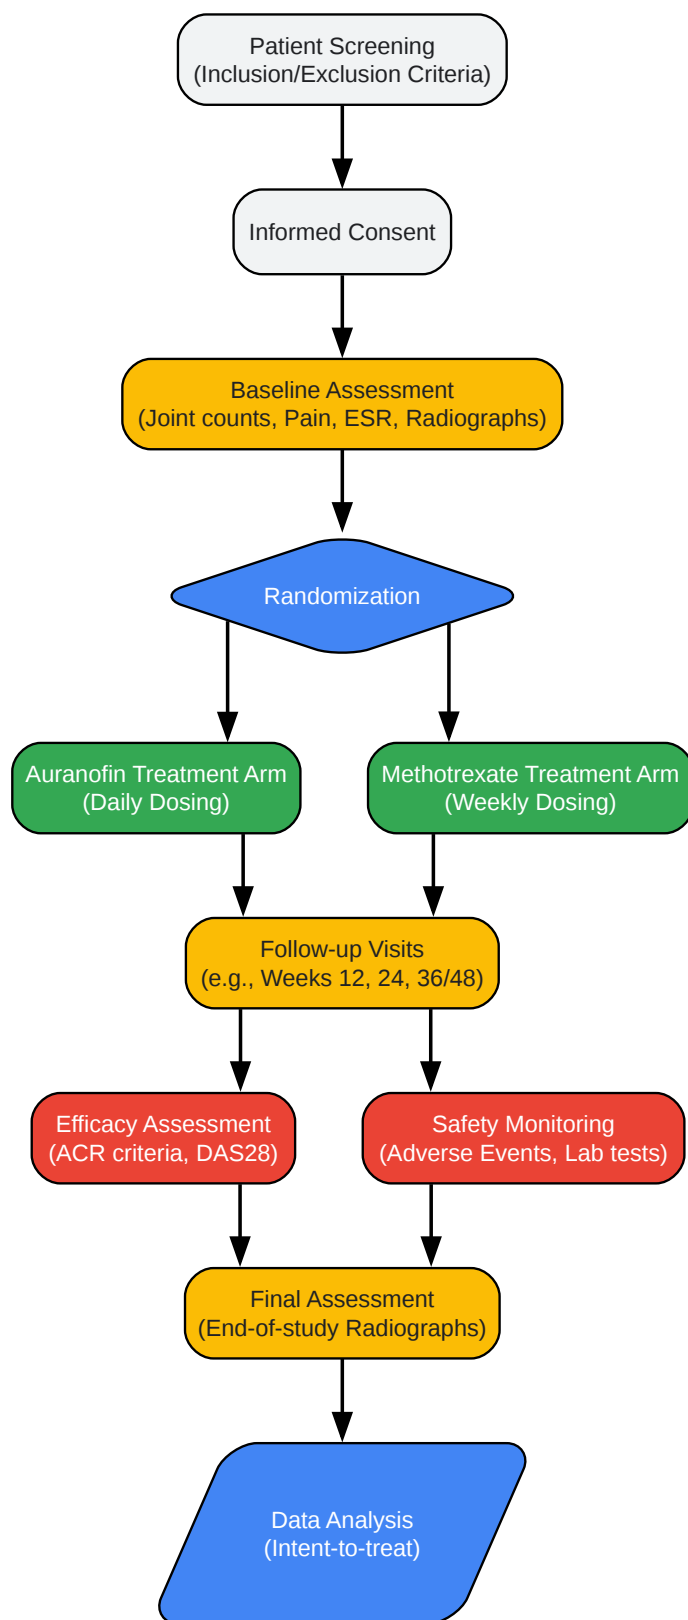 Patient Screening
(Inclusion/Exclusion Criteria)
Informed Consent
Baseline Assessment
(Joint counts, Pain, ESR, Radiographs)
Randomization
Auranofin Treatment Arm
(Daily Dosing)
Methotrexate Treatment Arm
(Weekly Dosing)
Follow-up Visits
(e.g., Weeks 12, 24, 36/48)
Efficacy Assessment
(ACR criteria, DAS28)
Safety Monitoring
(Adverse Events, Lab tests)
Final Assessment
(End-of-study Radiographs)
Data Analysis
(Intent-to-treat)